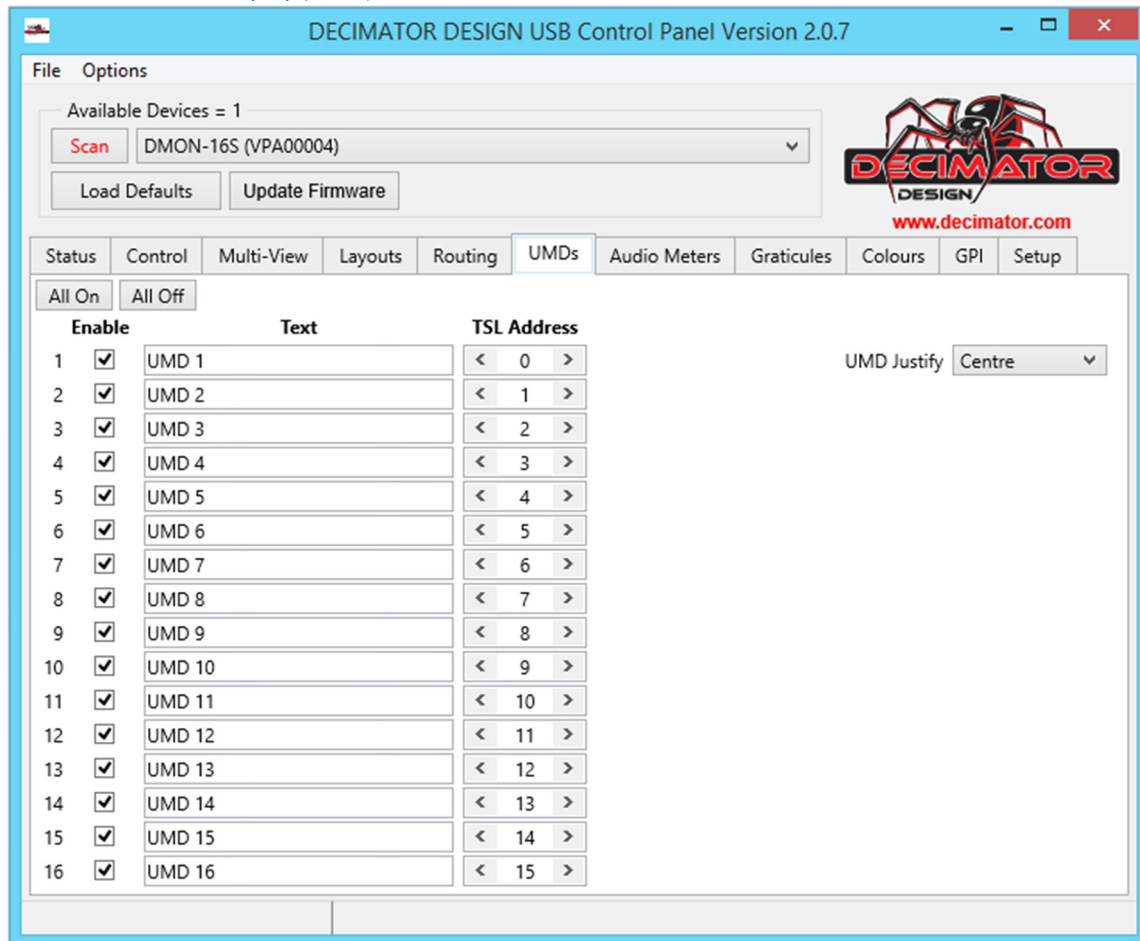 DECIMATOR DESIGN USB Control Panel Version 2.0.7
File Options
Available Devices = 1
Scan DMON-16S (VPA00004)
Load Defaults Update Firmware
DECIMATOR
DESIGN
www.decimator.com
Status Control Multi-View Layouts Routing UMDs Audio Meters Graticules Colours GPI Setup
All On All Off
Enable Text TSL Address
1 UMD 1 < 0 > UMD Justify Centre
2 UMD 2 < 1 >
3 UMD 3 < 2 >
4 UMD 4 < 3 >
5 UMD 5 < 4 >
6 UMD 6 < 5 >
7 UMD 7 < 6 >
8 UMD 8 < 7 >
9 UMD 9 < 8 >
10 UMD 10 < 9 >
11 UMD 11 < 10 >
12 UMD 12 < 11 >
13 UMD 13 < 12 >
14 UMD 14 < 13 >
15 UMD 15 < 14 >
16 UMD 16 < 15 >